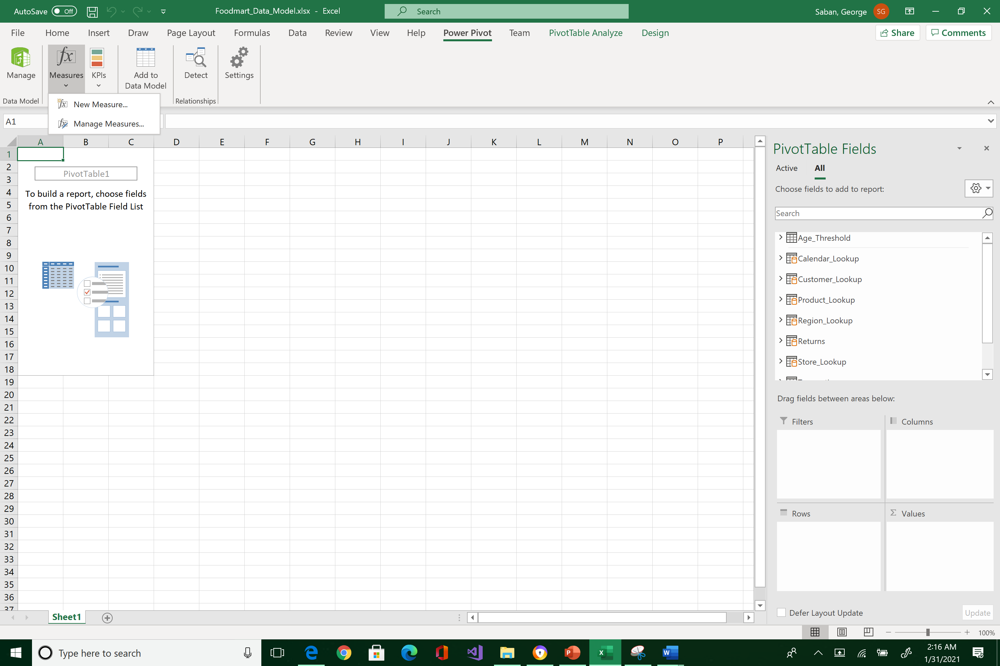 AutoSave Off
Foodmart_Data_Model.xlsx - Excel
Search
Saban, George SG
File Home Insert Draw Page Layout Formulas Data Review View Help Power Pivot Team PivotTable Analyze Design Share Comments
Manage Measures KPIs Add to Data Model Detect Settings
Data Model Relationships
New Measure...
Manage Measures...
A1
A B C D E F G H I J K L M N O P
1
2
3
4
5
6
7
8
9
10
11
12
13
14
15
16
17
18
19
20
21
22
23
24
25
26
27
28
29
30
31
32
33
34
35
36
37
PivotTable1
To build a report, choose fields
from the PivotTable Field List
PivotTable Fields
Active All
Choose fields to add to report:
Search
Age_Threshold
Calendar_Lookup
Customer_Lookup
Product_Lookup
Region_Lookup
Returns
Store_Lookup
Drag fields between areas below:
Filters Columns
Rows Values
Defer Layout Update Update
Sheet1
100%
Type here to search
2:16 AM
1/31/2021